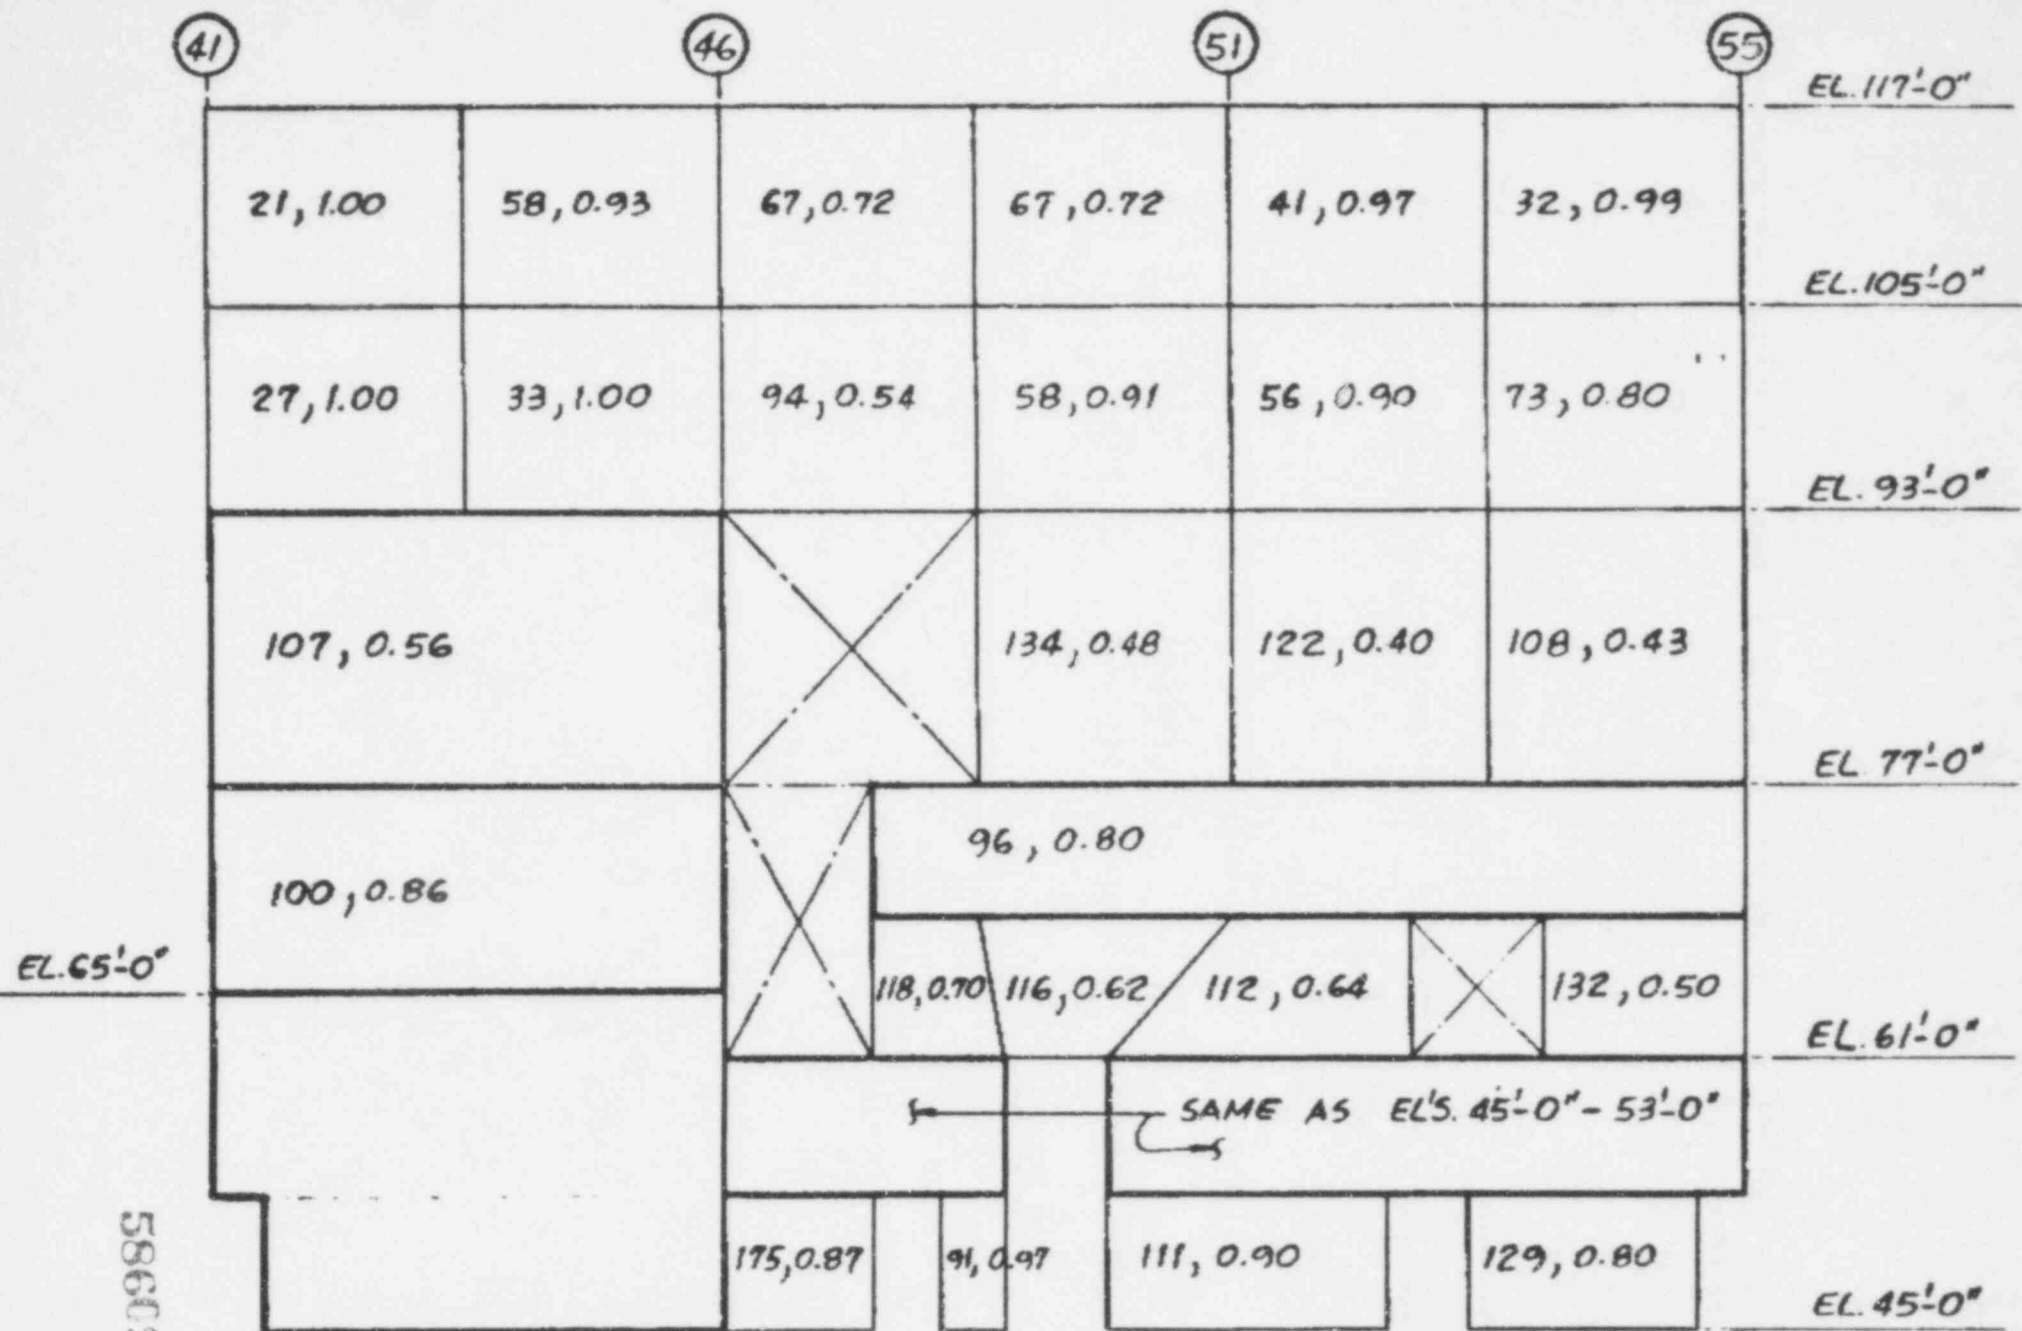 41 46 51 55
EL. 117'-0"
21, 1.00 58, 0.93 67, 0.72 67, 0.72 41, 0.97 32, 0.99
EL. 105'-0"
27, 1.00 33, 1.00 94, 0.54 58, 0.91 56, 0.90 73, 0.80
EL. 93'-0"
107, 0.56 134, 0.48 122, 0.40 108, 0.43
EL 77'-0"
96, 0.80
100, 0.86
EL. 65'-0"
118, 0.70 116, 0.62 112, 0.64 132, 0.50
EL. 61'-0"
SAME AS EL'S. 45'-0" - 53'-0"
175, 0.87 91, 0.97 111, 0.90 129, 0.80
EL. 45'-0"